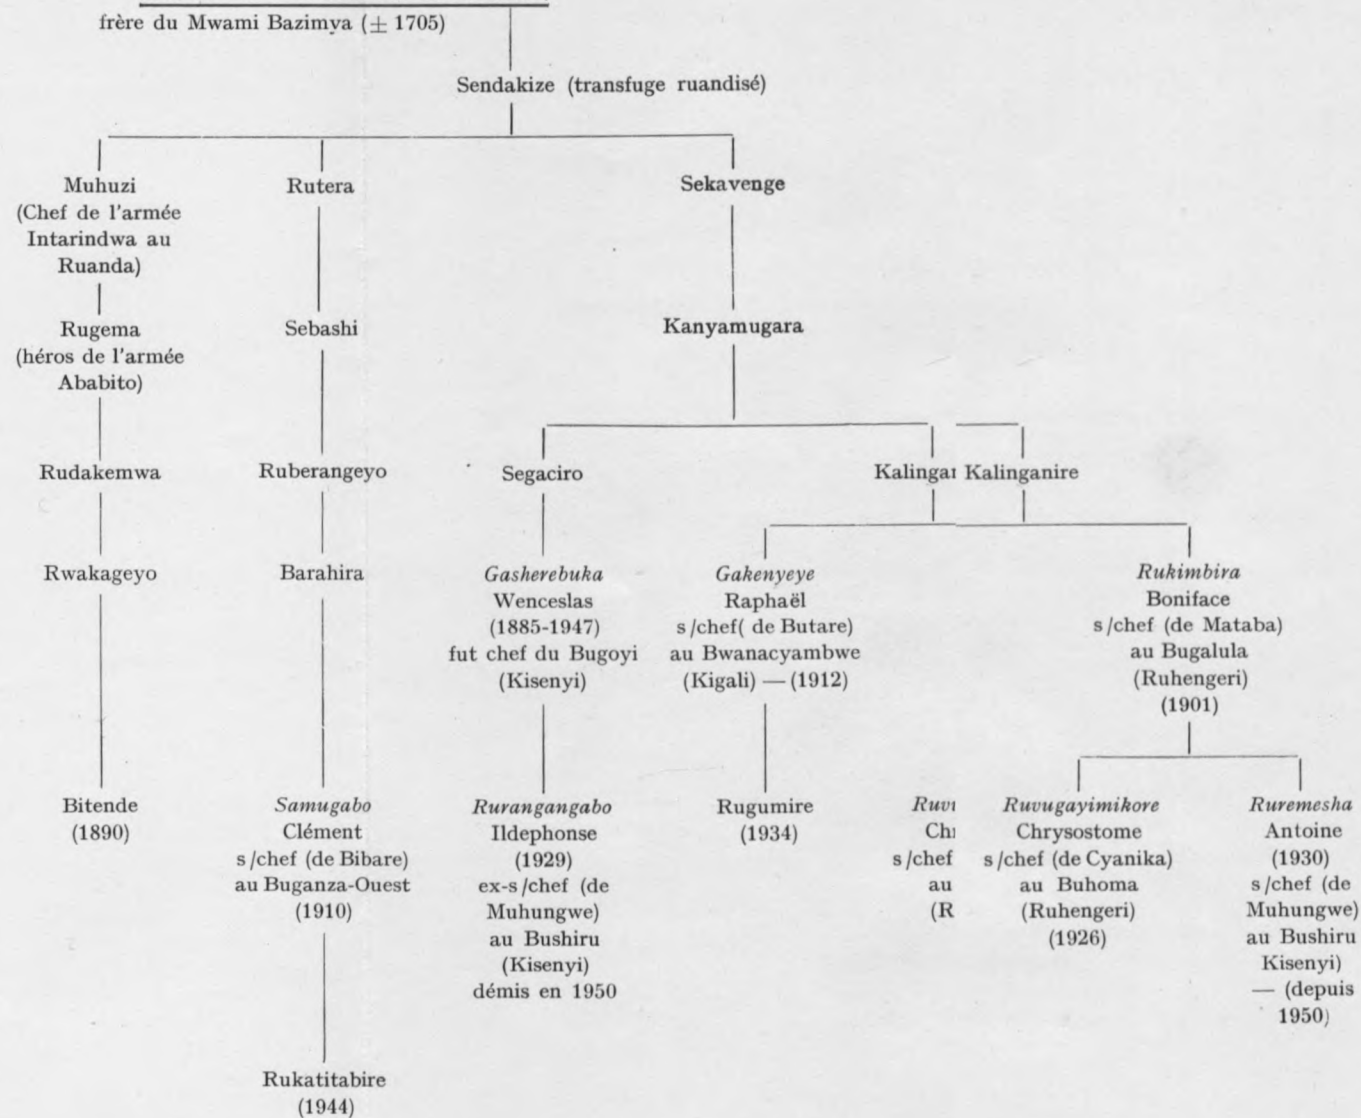 frère du Mwami Bazimya (± 1705)
Sendakize (transfuge ruandisé)
Muhuzi
(Chef de l'armée
Intarindwa au
Ruanda)
Rutera
Sekavenge
Rugema
(héros de l'armée
Ababito)
Sebashi
Kanyamugara
Rudakemwa
Ruberangeyo
Segaciro
Kalingar
Kalinganire
Rwakageyo
Barahira
Gasherebuka
Wenceslas
(1885-1947)
fut chef du Bugoyi
(Kisenyi)
Gakenyeye
Raphaël
s/chef( de Butare)
au Bwanacyambwe
(Kigali) — (1912)
Rukimbira
Boniface
s/chef (de Mataba)
au Bugalula
(Ruhengeri)
(1901)
Bitende
(1890)
Samugabo
Clément
s/chef (de Bibare)
au Buganza-Ouest
(1910)
Rurangangabo
Ildephonse
(1929)
ex-s/chef (de
Muhungwe)
au Bushiru
(Kisenyi)
démis en 1950
Rugumire
(1934)
Ruvu
Ch
s/chef
au
(R
Ruvugayimikore
Chrysostome
s/chef (de Cyanika)
au Buhoma
(Ruhengeri)
(1926)
Ruremesha
Antoine
(1930)
s/chef (de
Muhungwe)
au Bushiru
Kisenyi)
— (depuis
1950)
Rukatitabire
(1944)